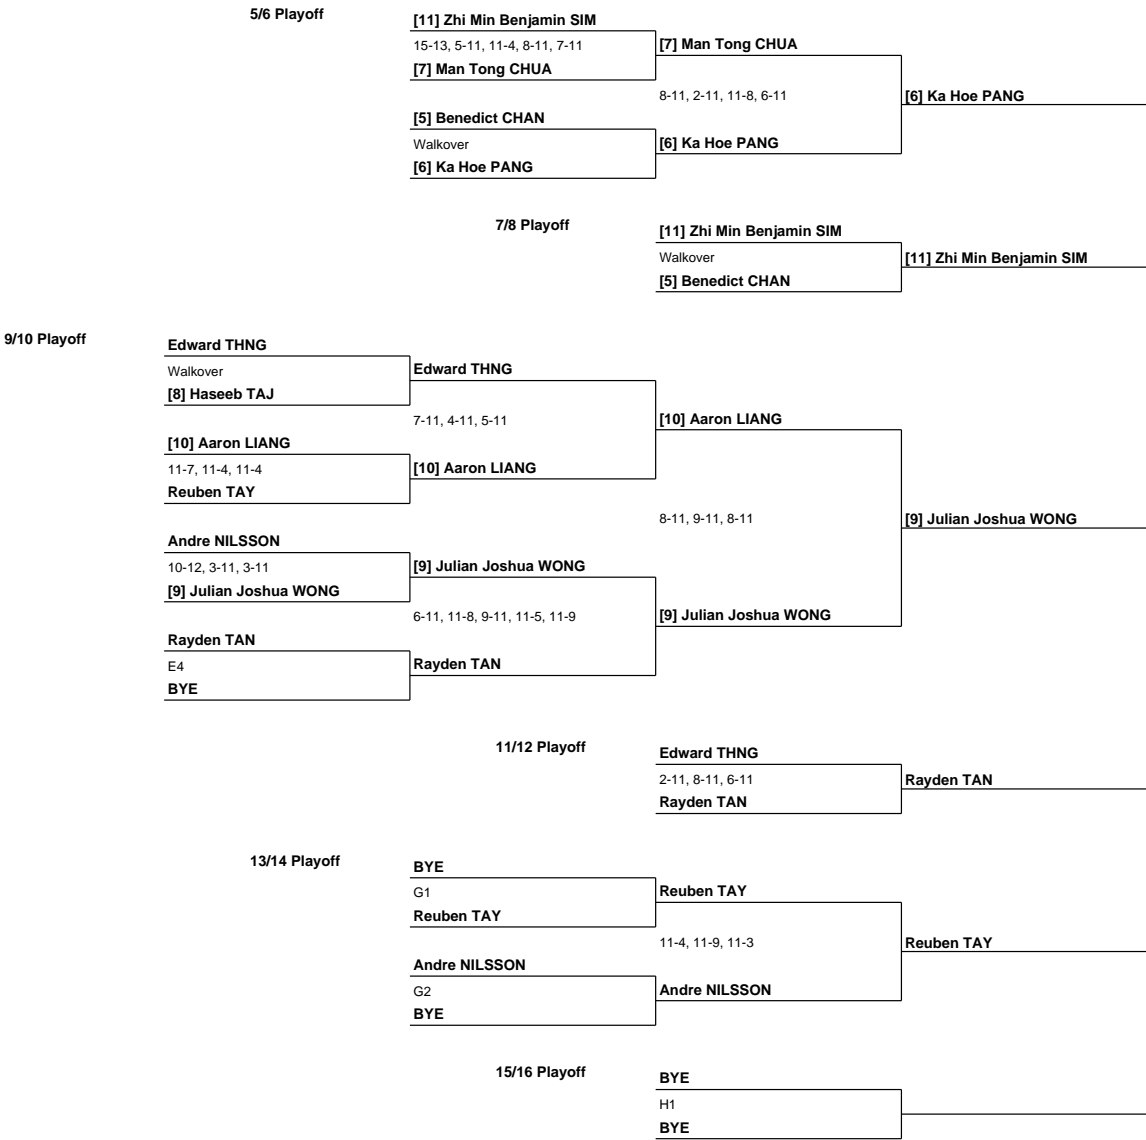 5/6 Playoff
[11] Zhi Min Benjamin SIM
15-13, 5-11, 11-4, 8-11, 7-11
[7] Man Tong CHUA
[7] Man Tong CHUA
8-11, 2-11, 11-8, 6-11
[6] Ka Hoe PANG
[5] Benedict CHAN
Walkover
[6] Ka Hoe PANG
[6] Ka Hoe PANG
7/8 Playoff
[11] Zhi Min Benjamin SIM
Walkover
[11] Zhi Min Benjamin SIM
[5] Benedict CHAN
9/10 Playoff
Edward THNG
Walkover
Edward THNG
[8] Haseeb TAJ
7-11, 4-11, 5-11
[10] Aaron LIANG
[10] Aaron LIANG
11-7, 11-4, 11-4
[10] Aaron LIANG
Reuben TAY
8-11, 9-11, 8-11
[9] Julian Joshua WONG
Andre NILSSON
10-12, 3-11, 3-11
[9] Julian Joshua WONG
[9] Julian Joshua WONG
6-11, 11-8, 9-11, 11-5, 11-9
[9] Julian Joshua WONG
Rayden TAN
E4
Rayden TAN
BYE
11/12 Playoff
Edward THNG
2-11, 8-11, 6-11
Rayden TAN
Rayden TAN
13/14 Playoff
BYE
G1
Reuben TAY
Reuben TAY
11-4, 11-9, 11-3
Reuben TAY
Andre NILSSON
G2
Andre NILSSON
BYE
15/16 Playoff
BYE
H1
BYE